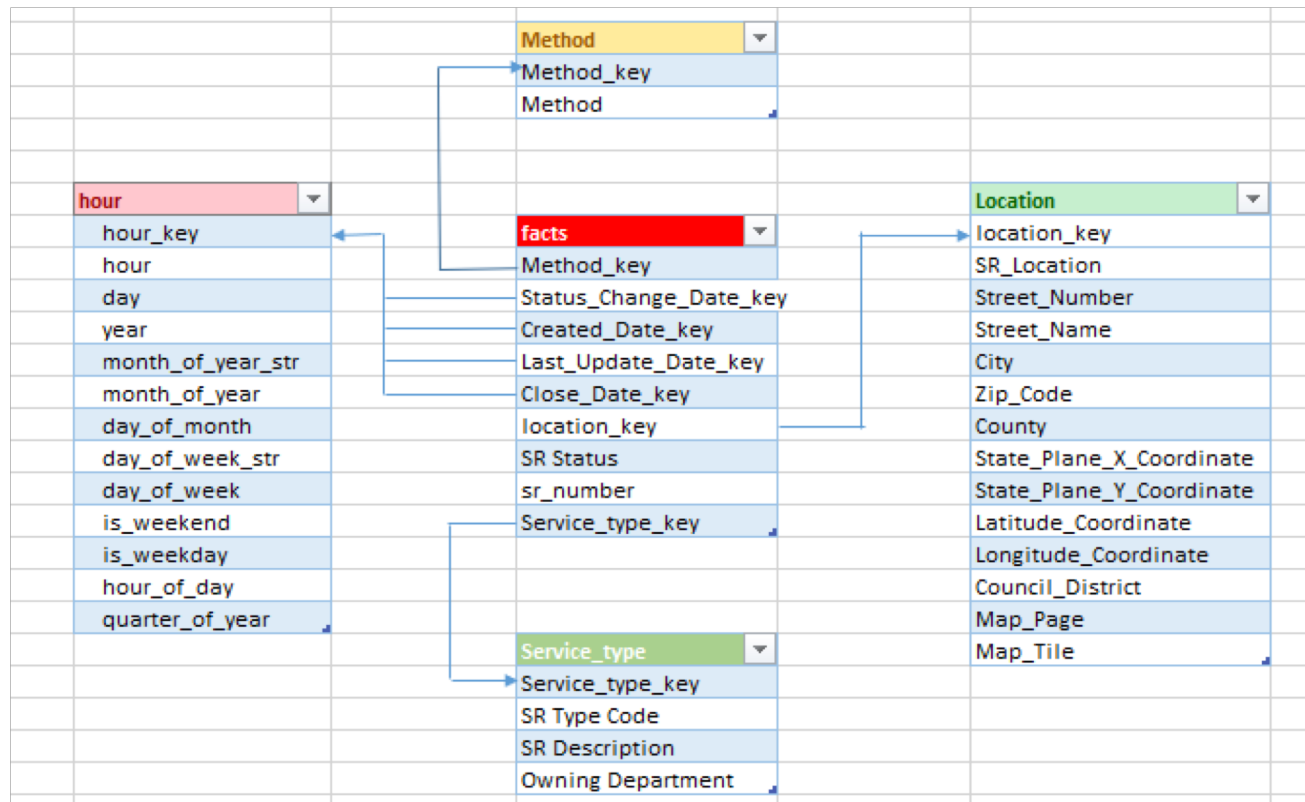 Method
Method_key
Method
hour
hour_key
hour
day
year
month_of_year_str
month_of_year
day_of_month
day_of_week_str
day_of_week
is_weekend
is_weekday
hour_of_day
quarter_of_year
facts
Method_key
Status_Change_Date_key
Created_Date_key
Last_Update_Date_key
Close_Date_key
location_key
SR Status
sr_number
Service_type_key
Location
location_key
SR_Location
Street_Number
Street_Name
City
Zip_Code
County
State_Plane_X_Coordinate
State_Plane_Y_Coordinate
Latitude_Coordinate
Longitude_Coordinate
Council_District
Map_Page
Map_Tile
Service_type
Service_type_key
SR Type Code
SR Description
Owning Department